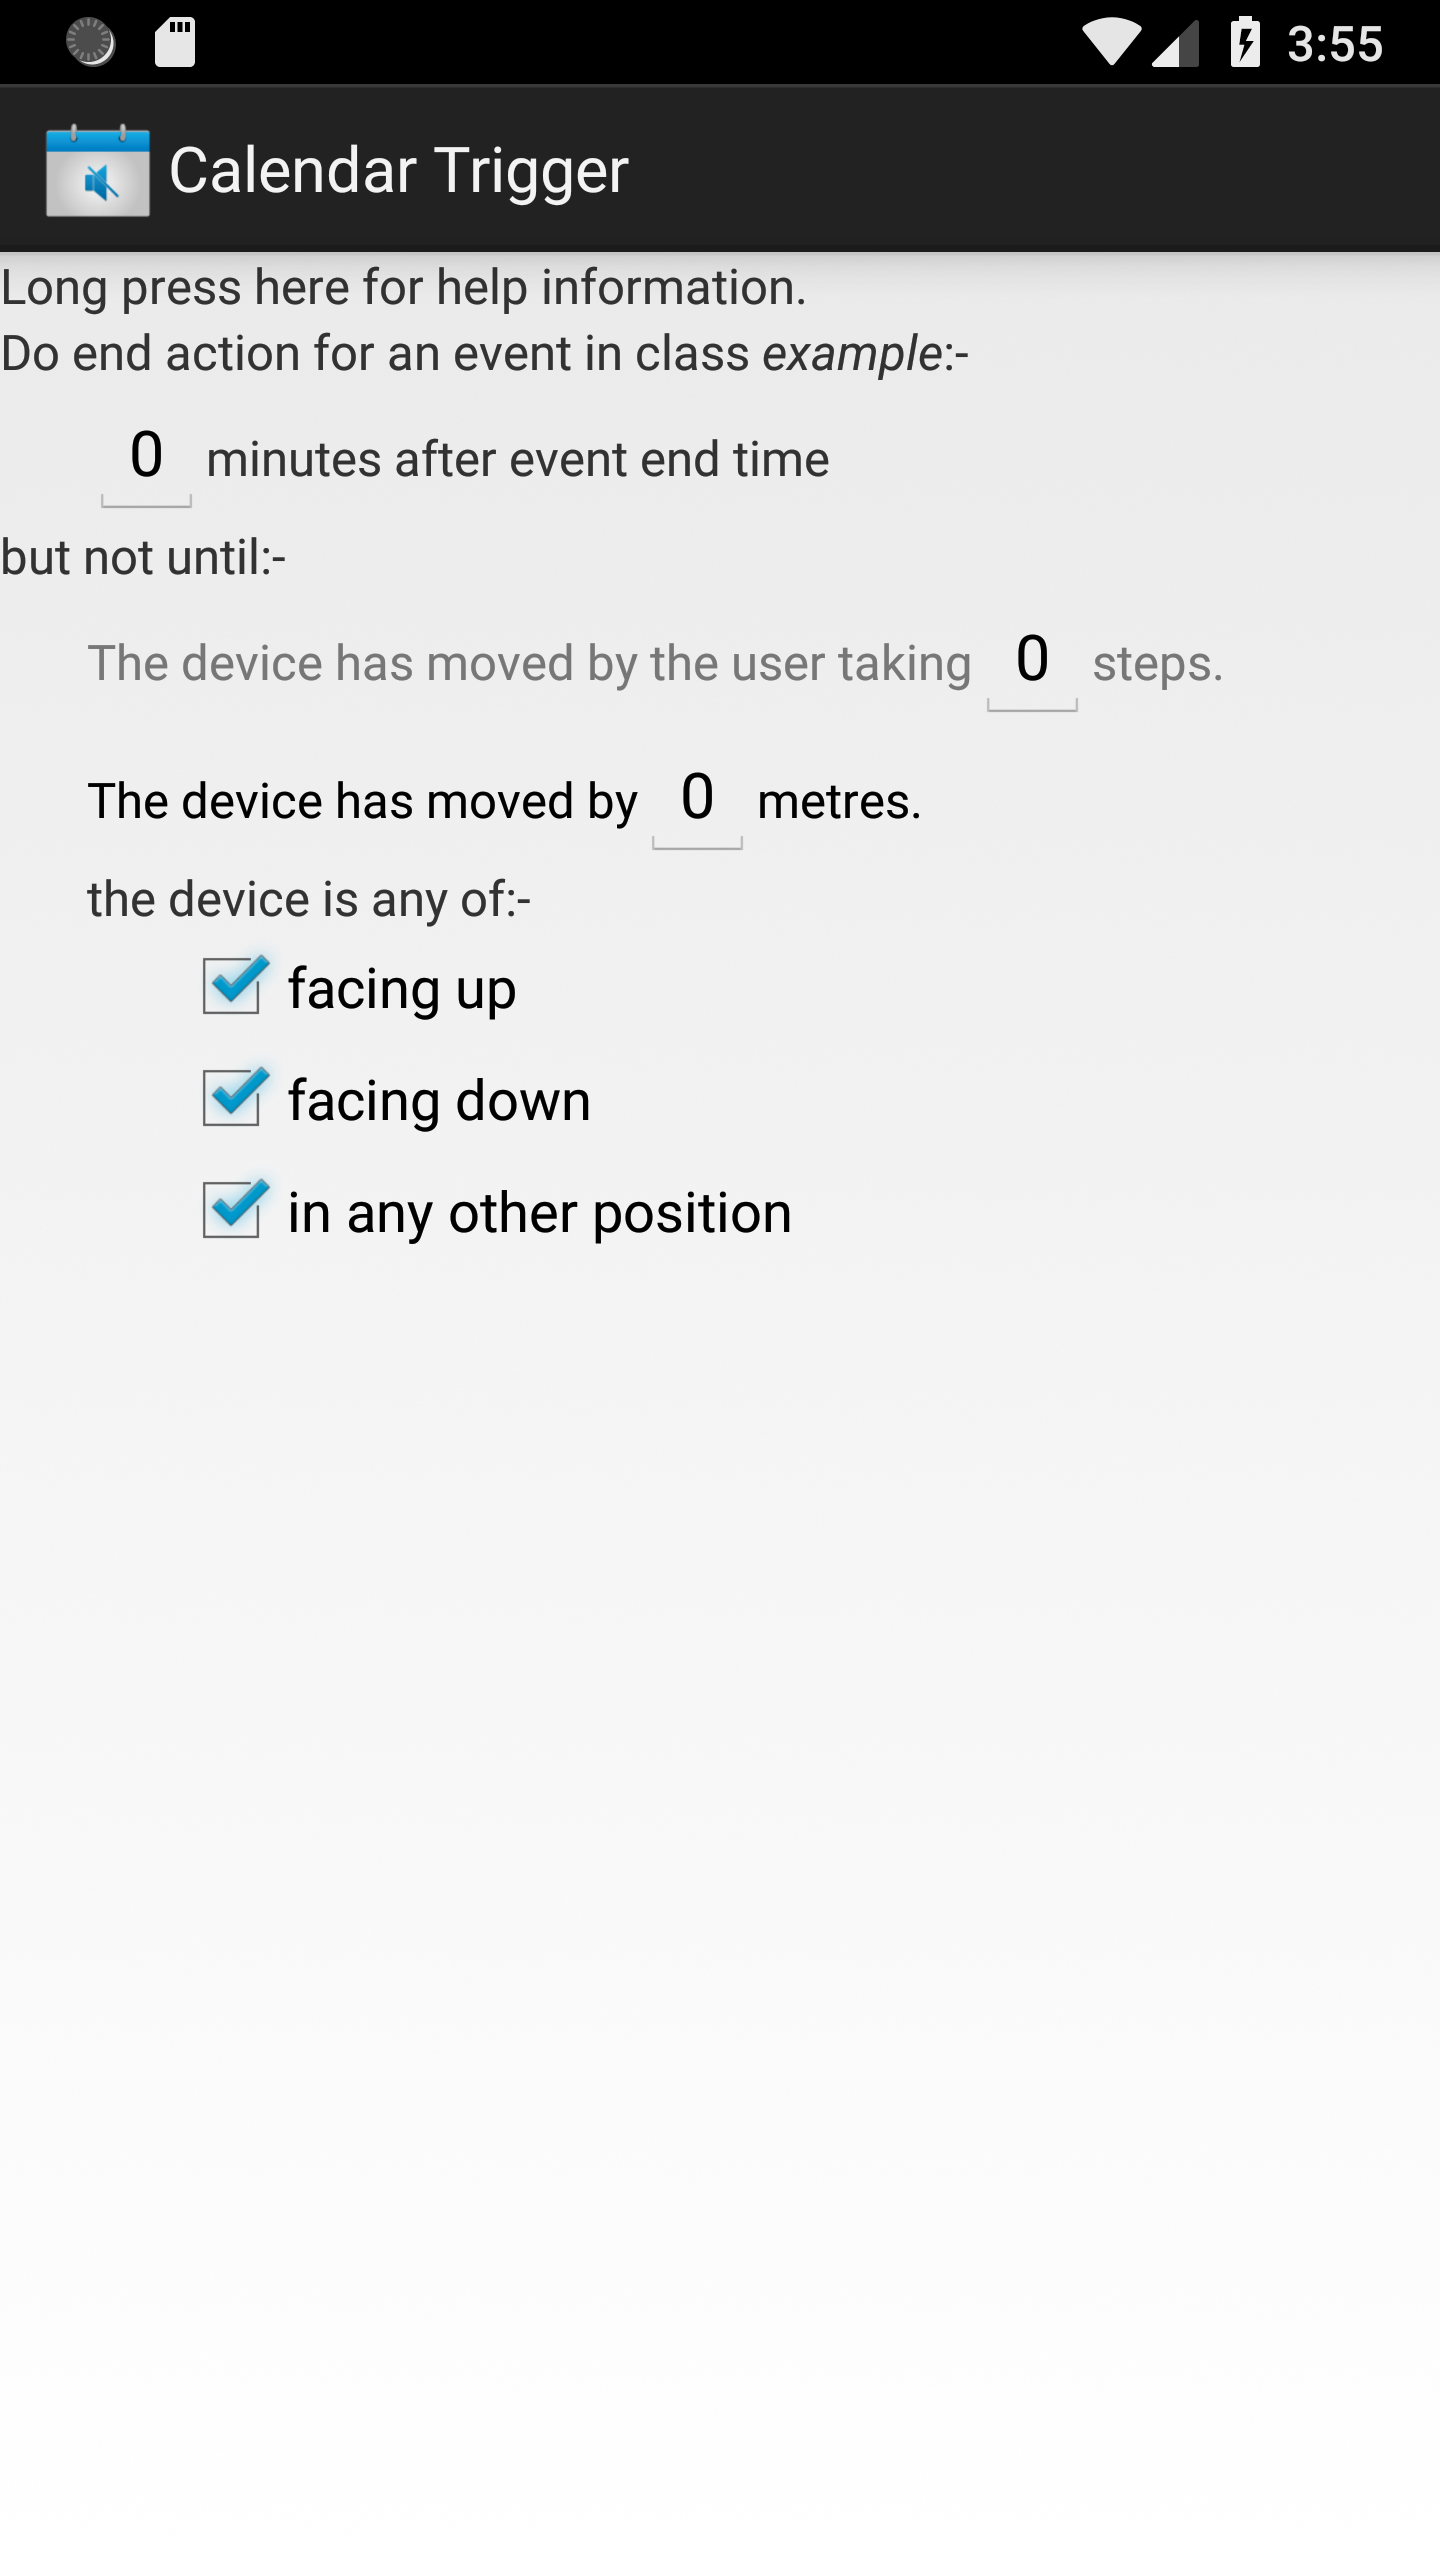 3:55
Calendar Trigger
Long press here for help information.
Do end action for an event in class example:-
0 minutes after event end time
but not until:-
The device has moved by the user taking 0 steps.
The device has moved by 0 metres.
the device is any of:-
facing up
facing down
in any other position